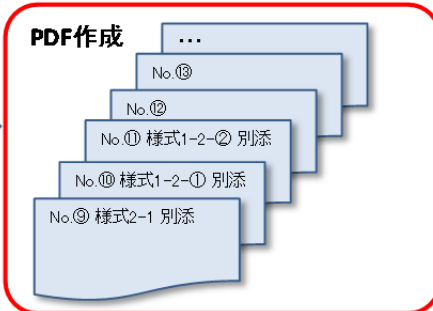 PDF作成
...
No.⑬
No.⑫
No.⑪ 様式1-2-② 別添
No.⑩ 様式1-2-① 別添
No.⑨ 様式2-1 別添